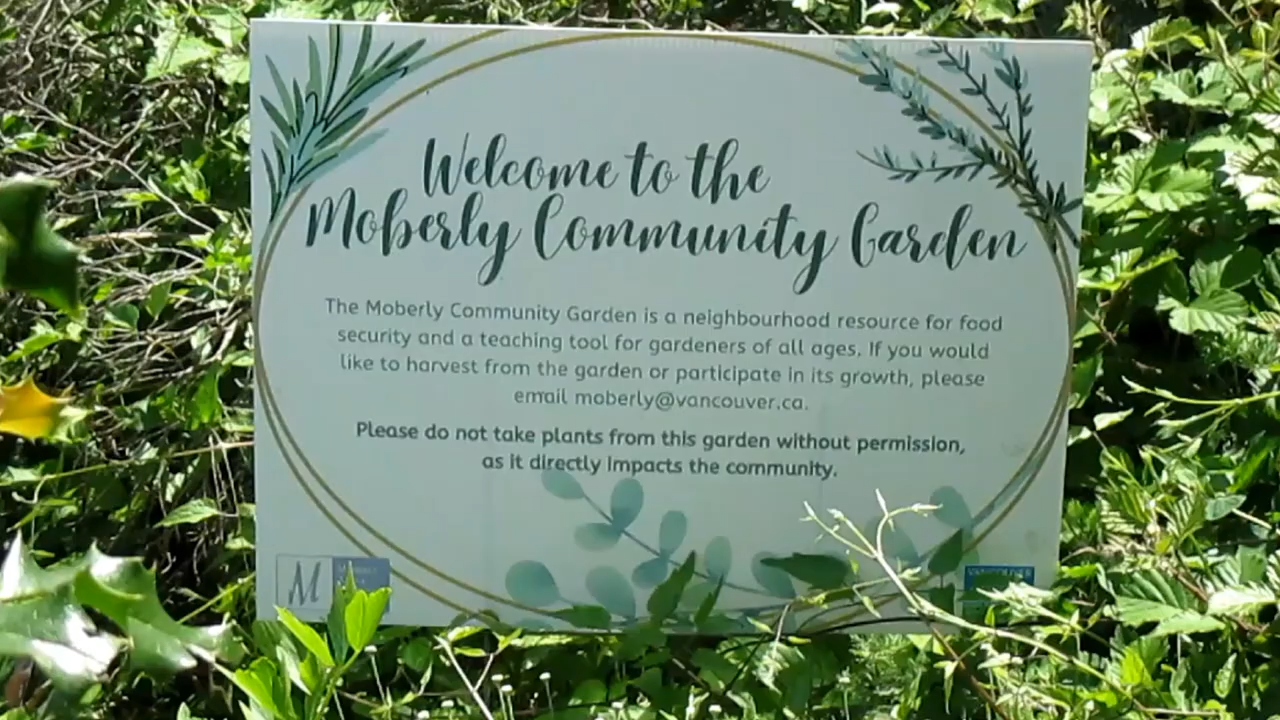 Welcome to the
Moberly Community Garden
The Moberly Community Garden is a neighbourhood resource for food
security and a teaching tool for gardeners of all ages. If you would
like to harvest from the garden or participate in its growth, please
email moberly@vancouver.ca.
Please do not take plants from this garden without permission,
as it directly impacts the community.
M
VANCOUVER